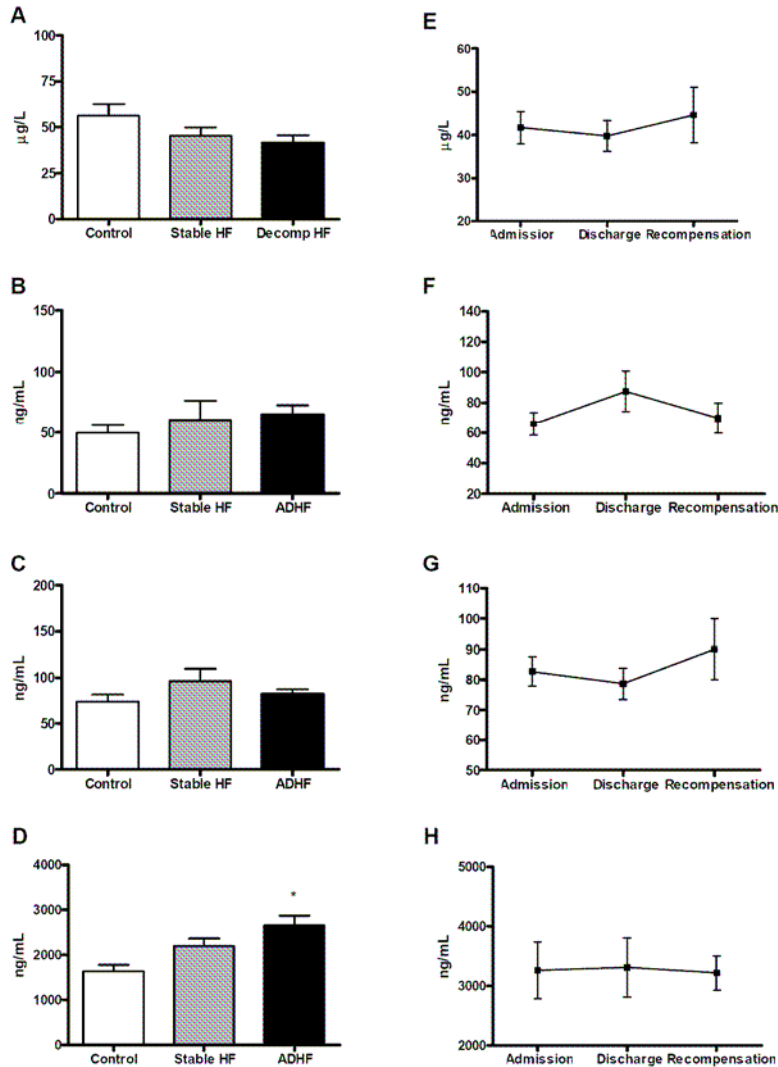 A
100
75
50
25
0
µg/L
Control Stable HF Decomp HF
E
60
50
40
30
20
µg/L
Admission Discharge Recompensation
B
150
100
50
0
ng/mL
Control Stable HF ADHF
F
140
120
100
80
60
40
20
ng/mL
Admission Discharge Recompensation
C
200
150
100
50
0
ng/mL
Control Stable HF ADHF
G
110
100
90
80
70
60
50
ng/mL
Admission Discharge Recompensation
D
4000
3000
2000
1000
0
ng/mL
*
Control Stable HF ADHF
H
5000
4000
3000
2000
ng/mL
Admission Discharge Recompensation